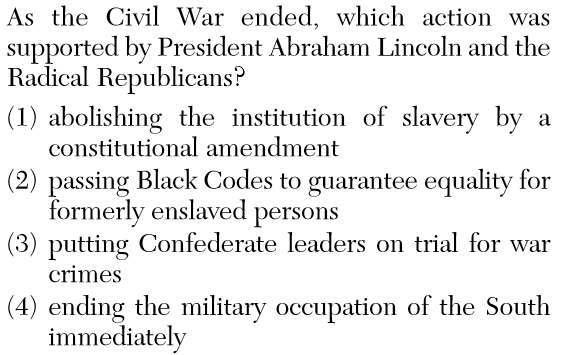 As the Civil War ended, which action was
supported by President Abraham Lincoln and the
Radical Republicans?
(1) abolishing the institution of slavery by a
constitutional amendment
(2) passing Black Codes to guarantee equality for
formerly enslaved persons
(3) putting Confederate leaders on trial for war
crimes
(4) ending the military occupation of the South
immediately